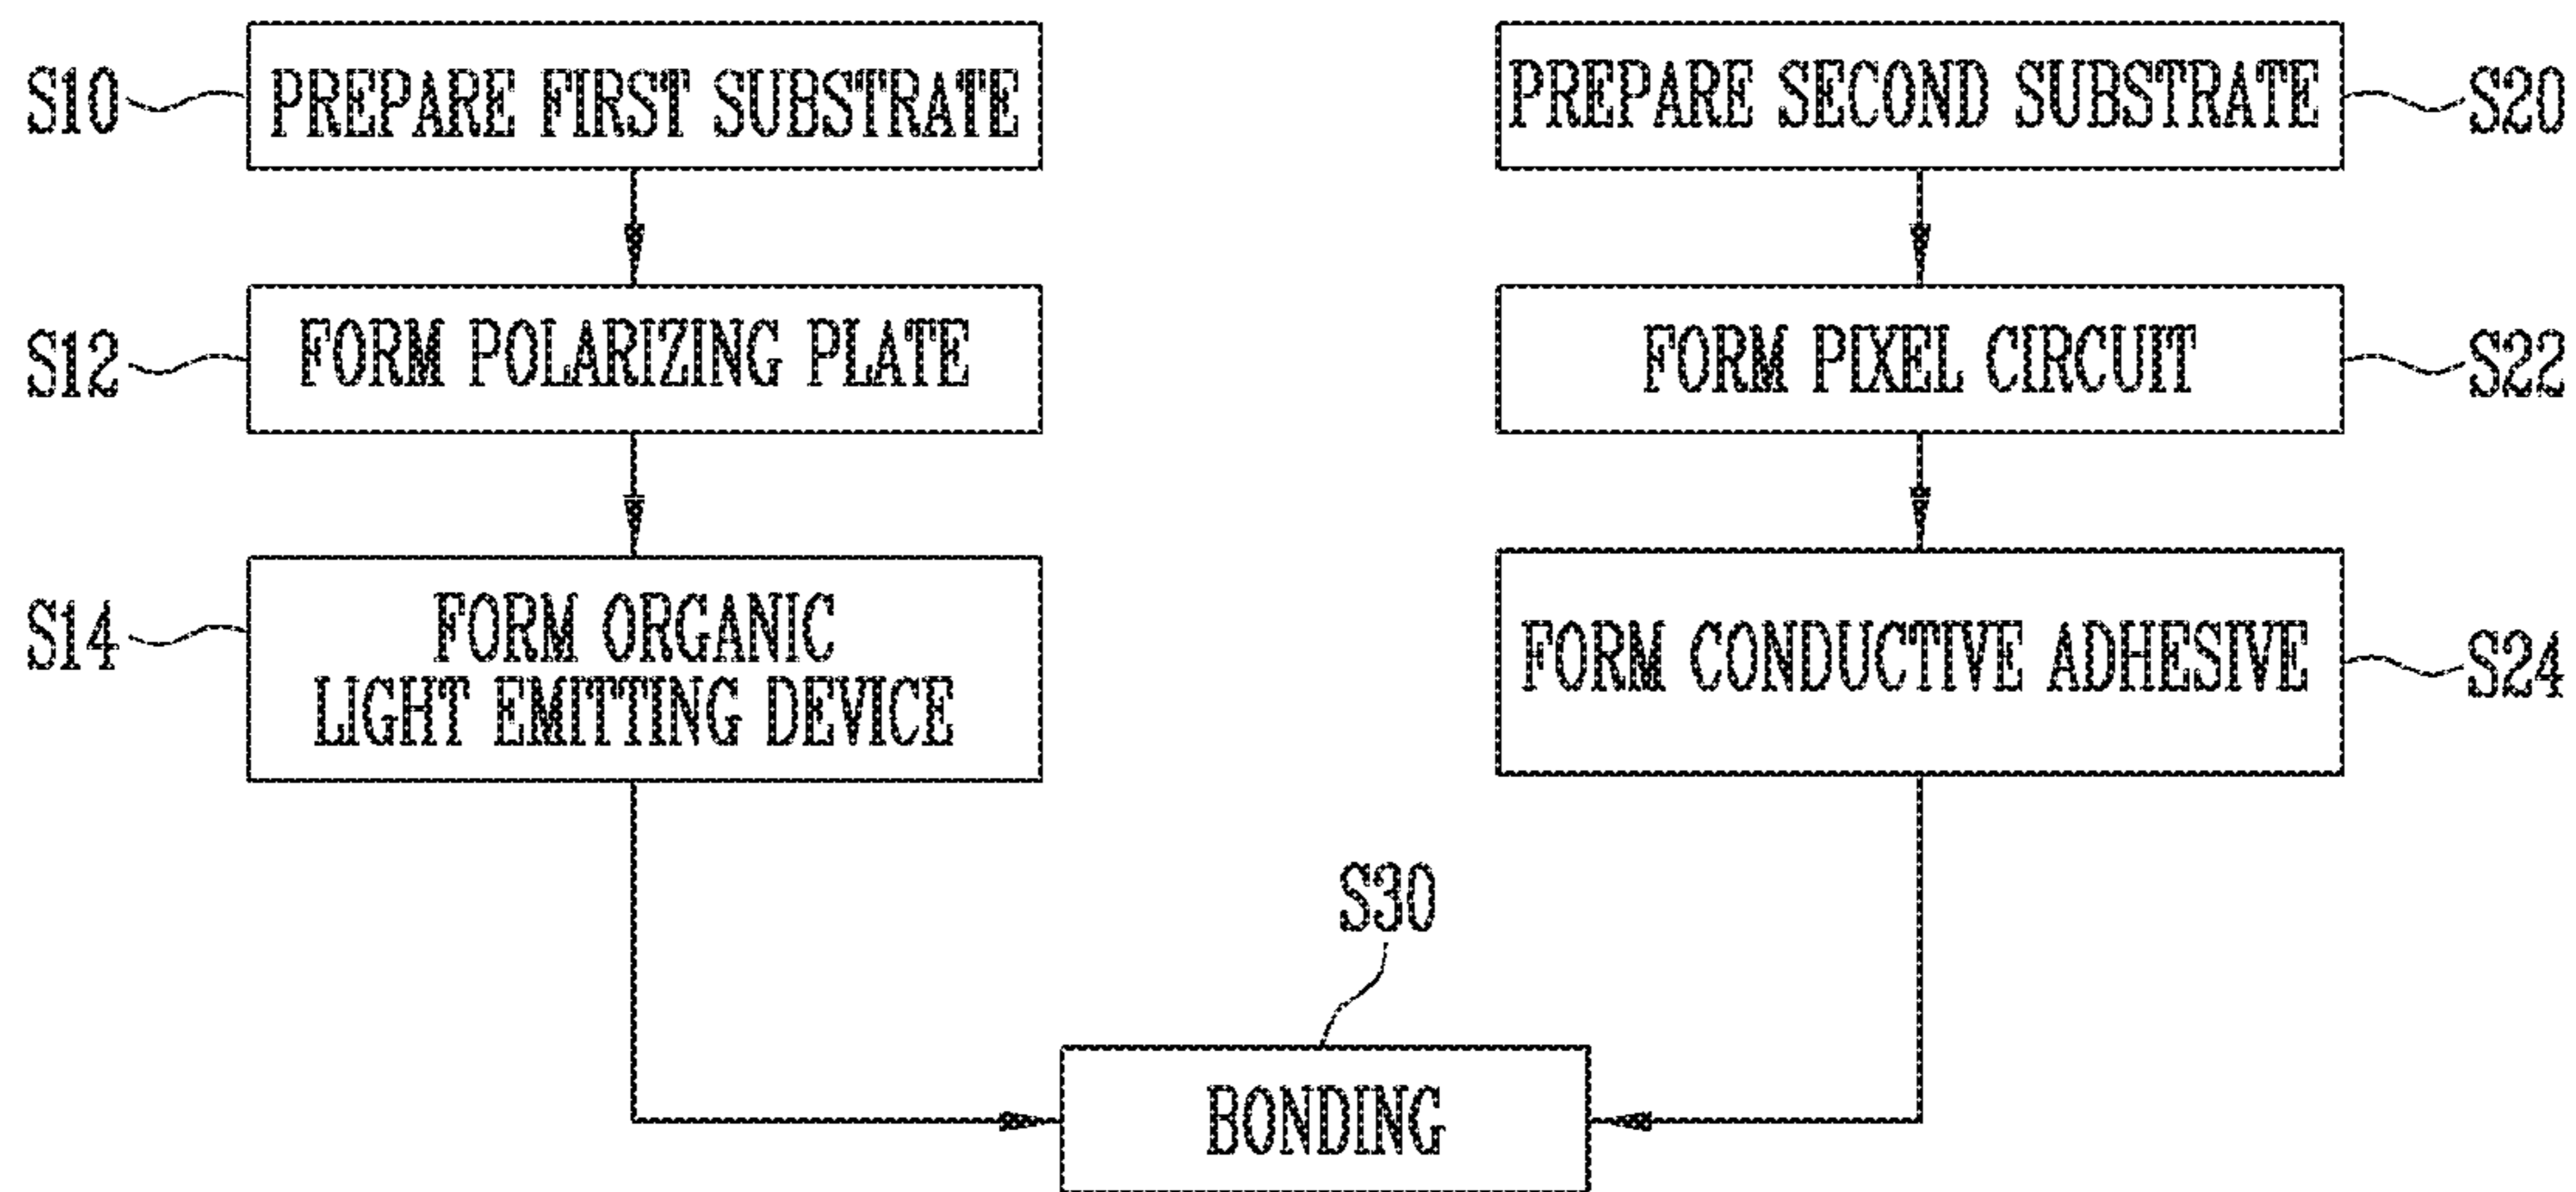 S10
PREPARE FIRST SUBSTRATE
PREPARE SECOND SUBSTRATE
S20
S12
FORM POLARIZING PLATE
FORM PIXEL CIRCUIT
S22
S14
FORM ORGANIC
LIGHT EMITTING DEVICE
FORM CONDUCTIVE ADHESIVE
S24
S30
BONDING